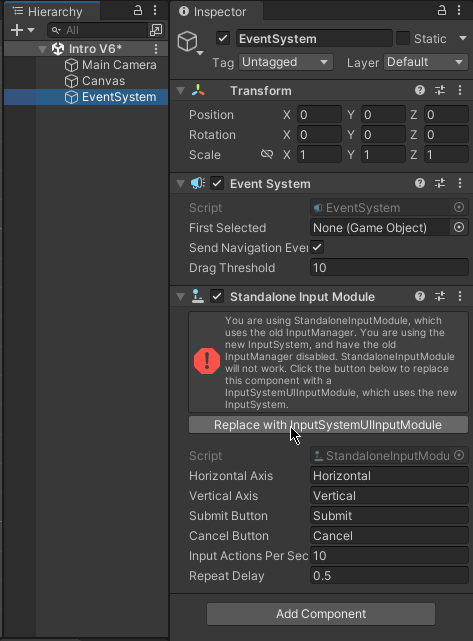 Hierarchy
All
Intro V6*
Main Camera
Canvas
EventSystem
Inspector
EventSystem
Static
Tag Untagged Layer Default
Transform
Position X 0 Y 0 Z 0
Rotation X 0 Y 0 Z 0
Scale X 1 Y 1 Z 1
Event System
Script EventSystem
First Selected None (Game Object)
Send Navigation Ever
Drag Threshold 10
Standalone Input Module
You are using StandaloneInputModule, which
uses the old InputManager. You are using the
new InputSystem, and have the old
InputManager disabled. StandaloneInputModule
will not work. Click the button below to replace
this component with a
InputSystemUIInputModule, which uses the new
InputSystem.
Replace with InputSystemUIInputModule
Script StandaloneInputModu
Horizontal Axis Horizontal
Vertical Axis Vertical
Submit Button Submit
Cancel Button Cancel
Input Actions Per Sec 10
Repeat Delay 0.5
Add Component